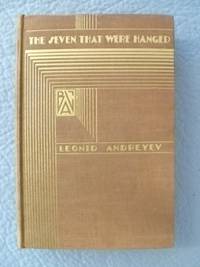 THE SEVEN THAT WERE HANGED
LEONID ANDREYEV